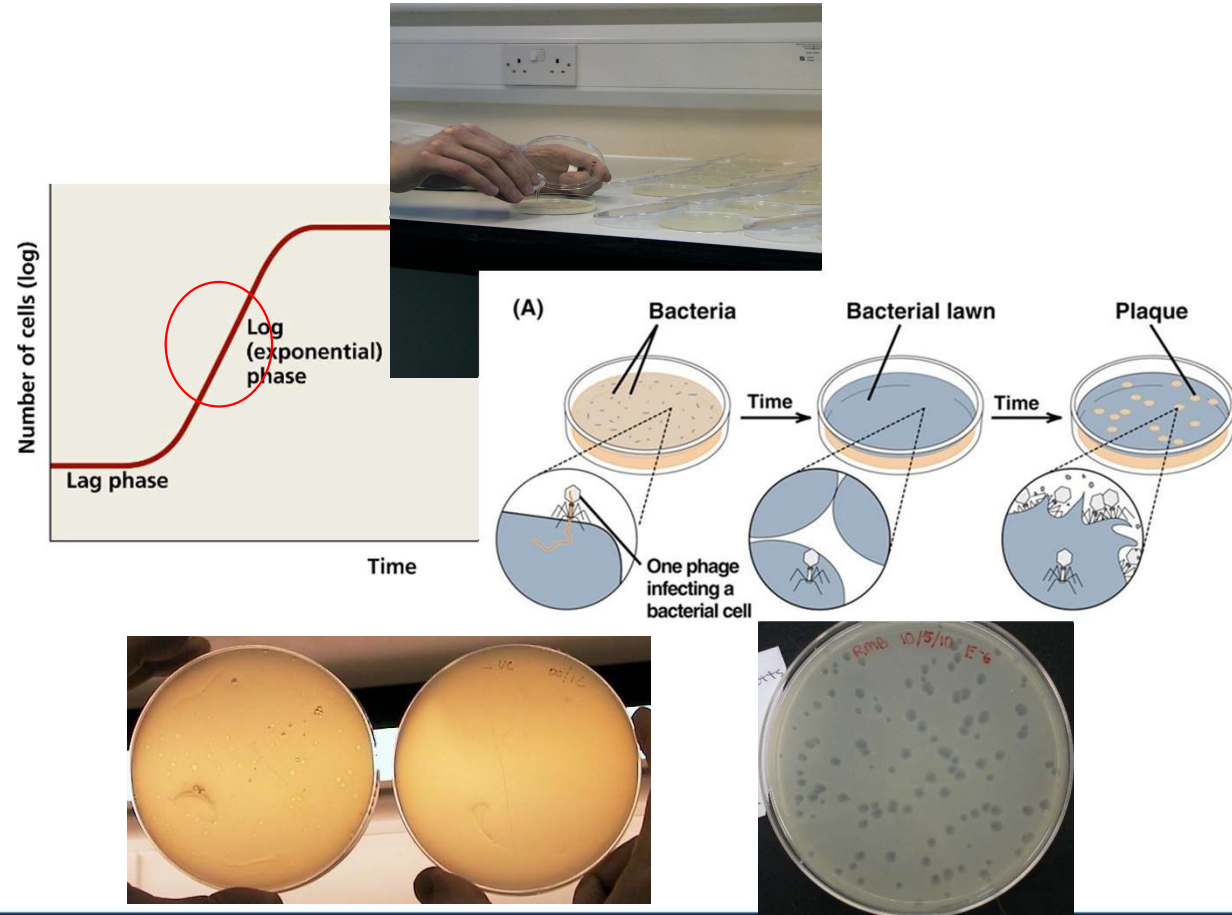 Number of cells (log)
Log
(exponential)
phase
Lag phase
Time
(A)
Bacteria
Bacterial lawn
Plaque
Time
Time
One phage
infecting a
bacterial cell
RMB 10/5/10 E-6